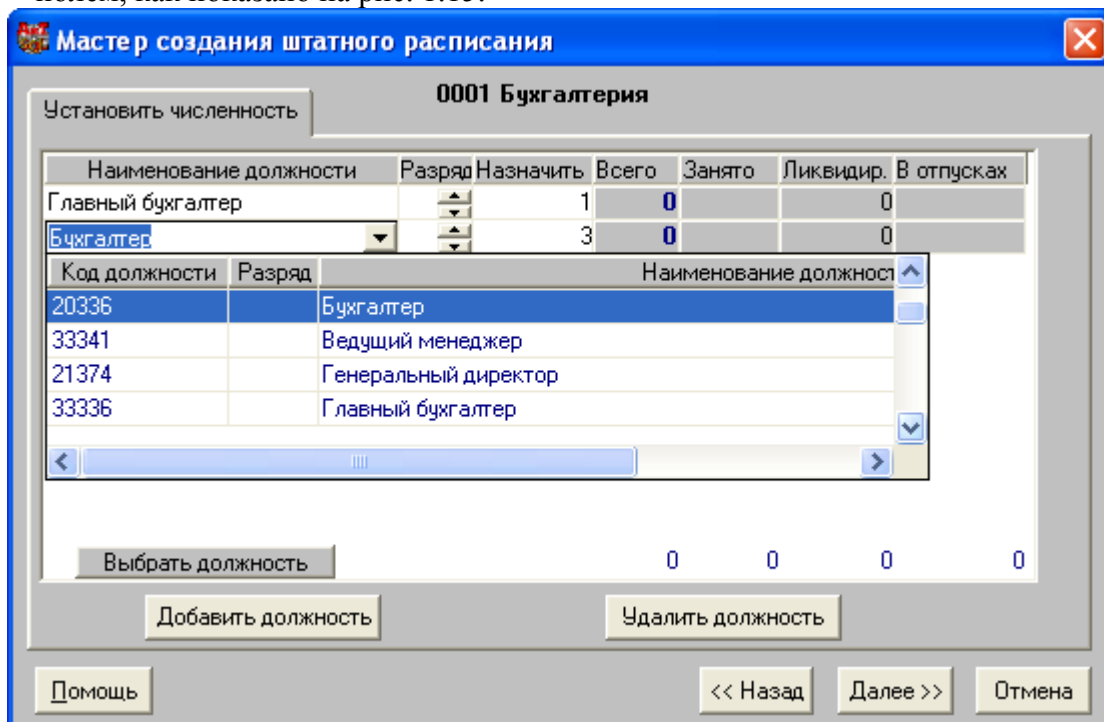 полем, как показано на рис. 1.15.
Мастер создания штатного расписания
0001 Бухгалтерия
Установить численность
Наименование должности Разряд Назначить Всего Занято Ликвидир. В отпусках
Главный бухгалтер 1 0 0
Бухгалтер 3 0 0
Код должности Разряд Наименование должност
20336 Бухгалтер
33341 Ведущий менеджер
21374 Генеральный директор
33336 Главный бухгалтер
Выбрать должность 0 0 0 0
Добавить должность Удалить должность
Помощь << Назад Далее >> Отмена